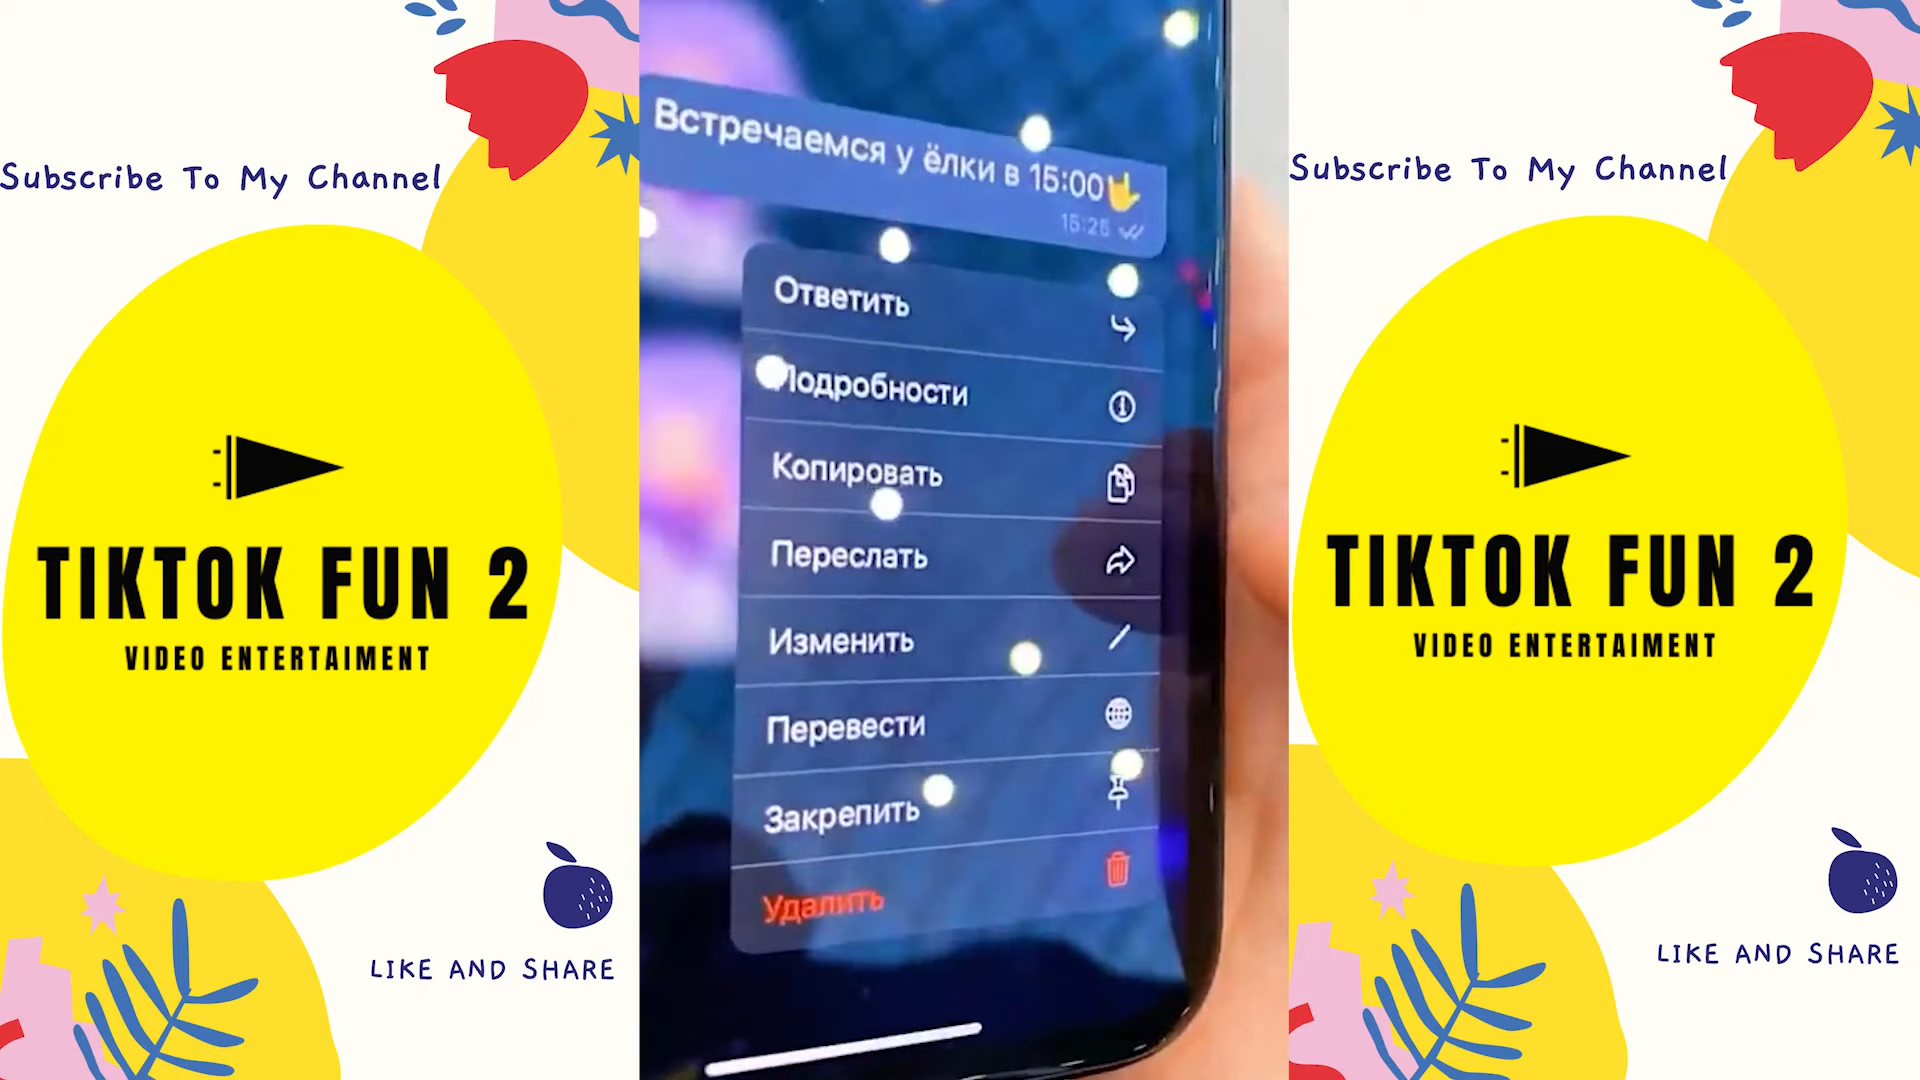 Subscribe To My Channel
TIKTOK FUN 2
VIDEO ENTERTAIMENT
LIKE AND SHARE
Встречаемся у ёлки в 15:00🤟
15:25
Ответить
Подробности
Копировать
Переслать
Изменить
Перевести
Закрепить
Удалить
Subscribe To My Channel
TIKTOK FUN 2
VIDEO ENTERTAIMENT
LIKE AND SHARE